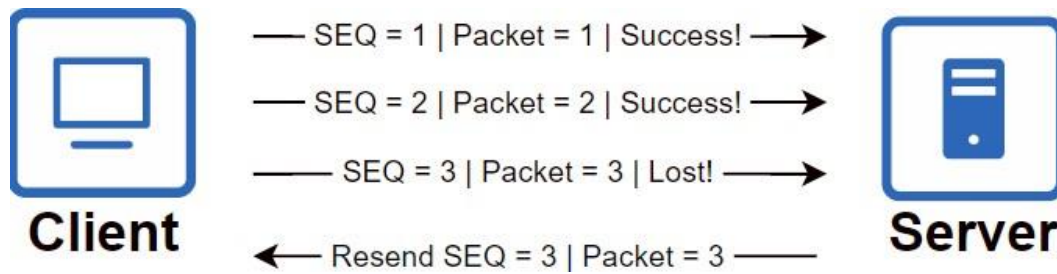 SEQ = 1 | Packet = 1 | Success!
SEQ = 2 | Packet = 2 | Success!
SEQ = 3 | Packet = 3 | Lost!
Client
Server
Resend SEQ = 3 | Packet = 3